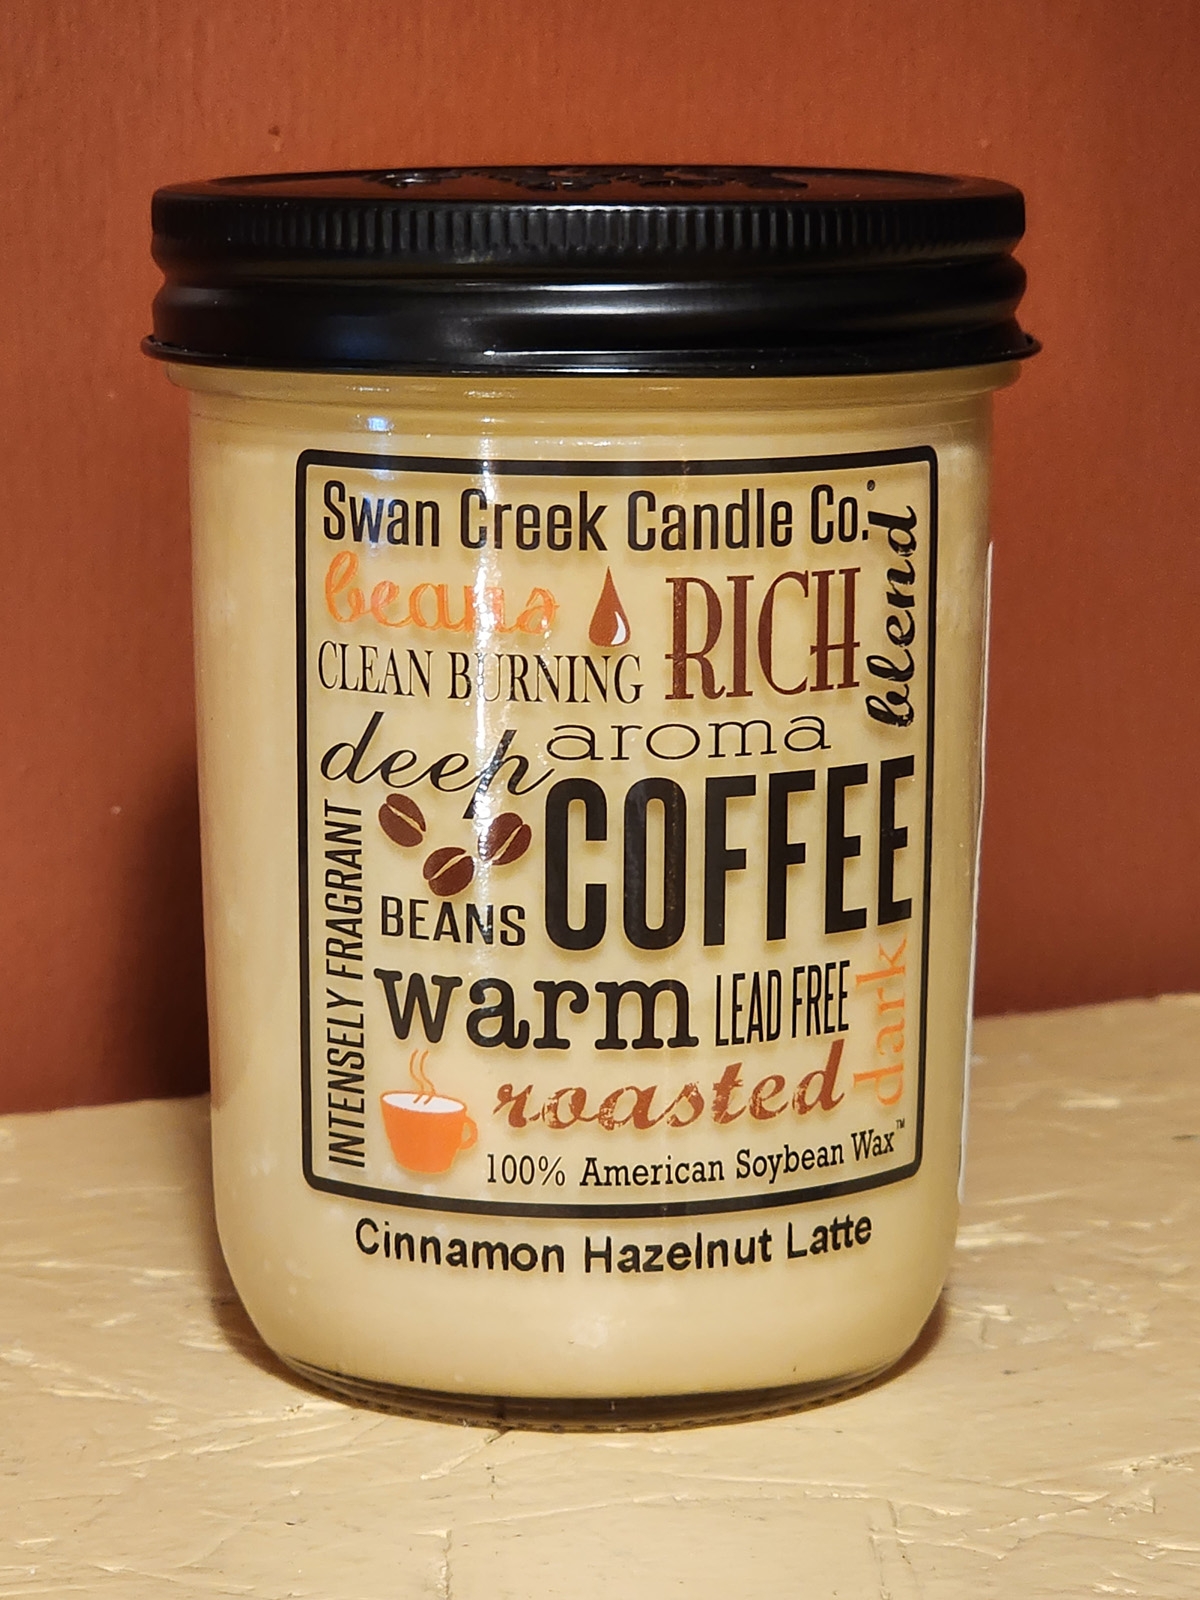 Swan Creek Candle Co.®
beans
RICH
blend
CLEAN BURNING
aroma
deep
COFFEE
INTENSELY FRAGRANT
BEANS
warm
LEAD FREE
dark
roasted
100% American Soybean Wax™
Cinnamon Hazelnut Latte